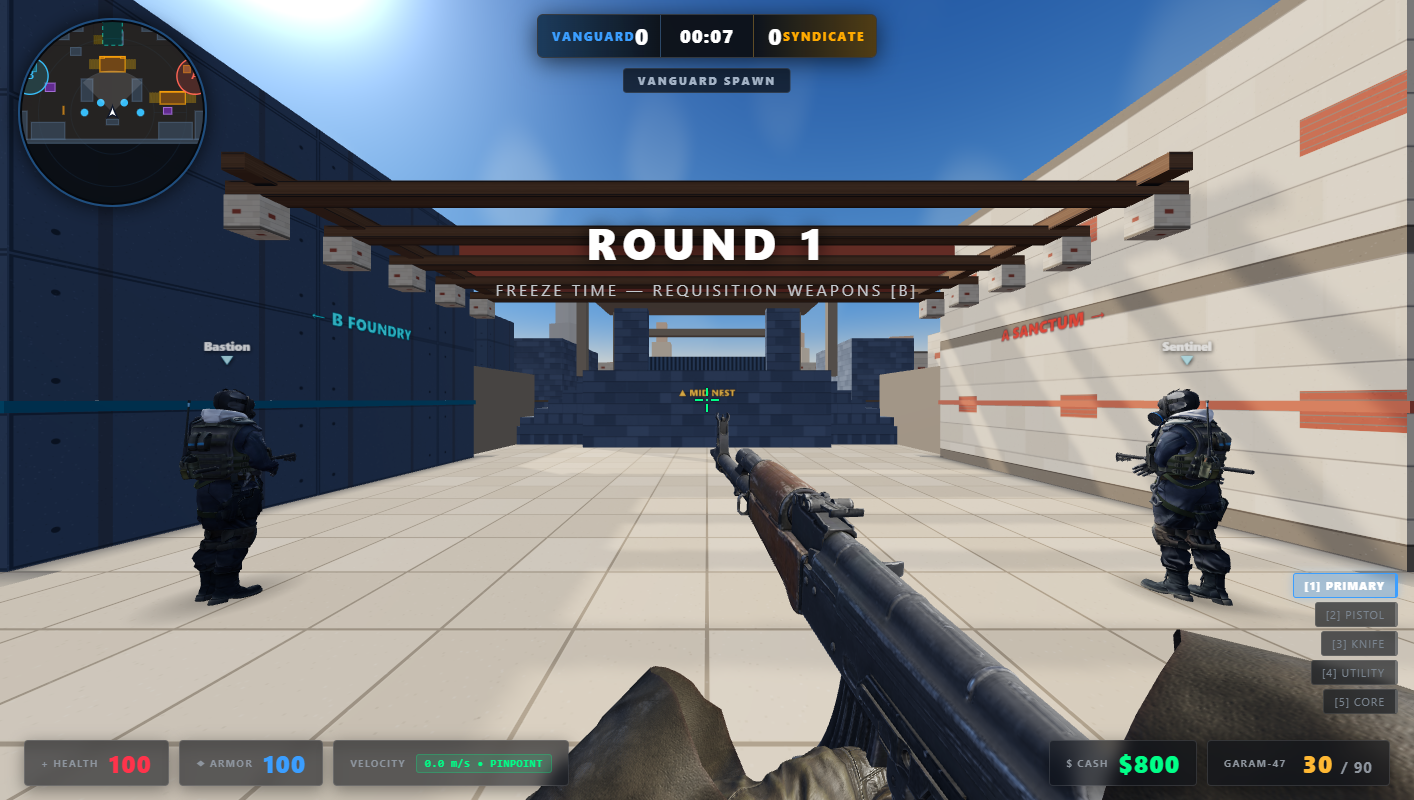 VANGUARD 0 00:07 0 SYNDICATE
VANGUARD SPAWN
ROUND 1
FREEZE TIME — REQUISITION WEAPONS [B]
← B FOUNDRY
A SANCTUM →
Bastion
Sentinel
▲ MID NEST
[1] PRIMARY
[2] PISTOL
[3] KNIFE
[4] UTILITY
[5] CORE
+ HEALTH 100
◆ ARMOR 100
VELOCITY 0.0 m/s • PINPOINT
$ CASH $800
GARAM-47 30 / 90